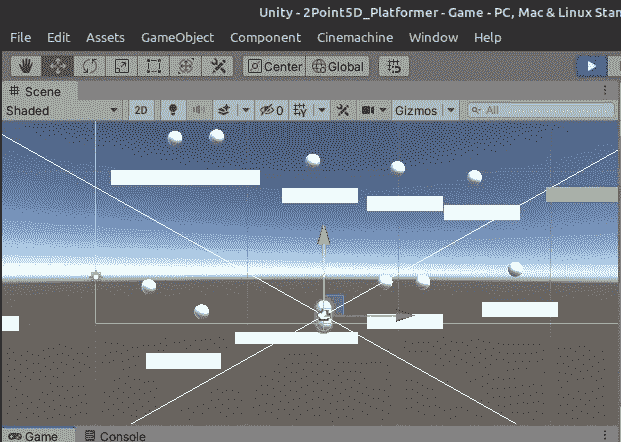 Unity - 2Point5D_Platformer - Game - PC, Mac & Linux Stan
File Edit Assets GameObject Component Cinemachine Window Help
Center Global
Scene
Shaded 2D 0 Gizmos All
Game Console